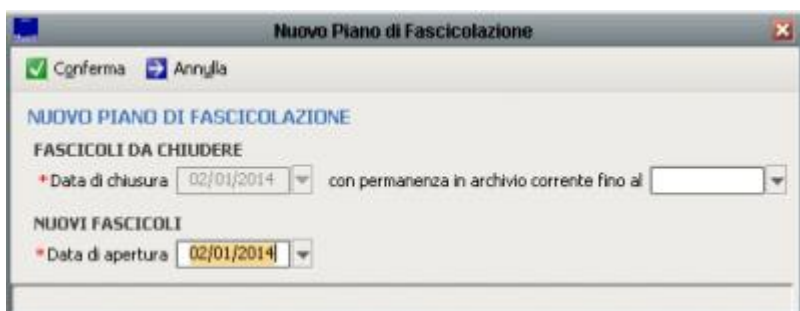 Nuovo Piano di Fascicolazione
Conferma Annulla
NUOVO PIANO DI FASCICOLAZIONE
FASCICOLI DA CHIUDERE
*Data di chiusura 02/01/2014 con permanenza in archivio corrente fino al
NUOVI FASCICOLI
*Data di apertura 02/01/2014